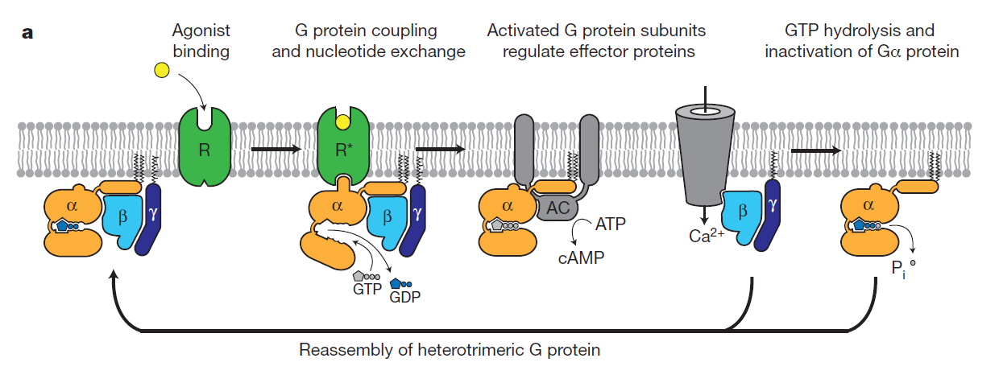 a
Agonist
binding
G protein coupling
and nucleotide exchange
Activated G protein subunits
regulate effector proteins
GTP hydrolysis and
inactivation of Gα protein
R
R*
α
β
γ
α
β
γ
GTP
GDP
α
AC
ATP
cAMP
Ca²⁺
β
γ
α
Pᵢ
Reassembly of heterotrimeric G protein